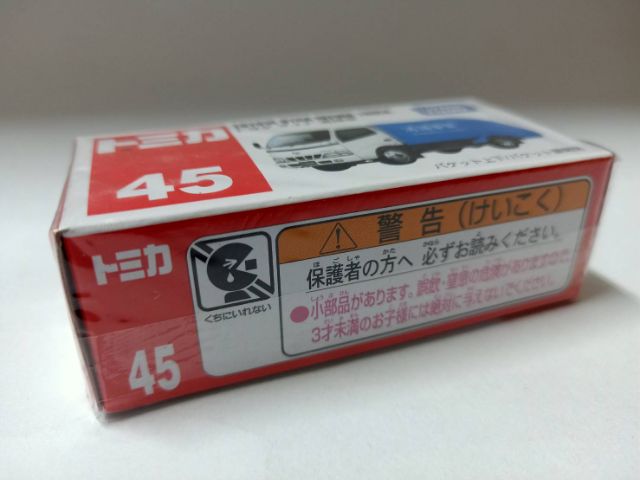 トミカ
45
トミカ
くちにいれない
45
警告(けいこく)
保護者の方へ 必ずお読みください。
●小部品があります。誤飲・窒息の危険がありますので、
3才未満のお子様には絶対に与えないでください。